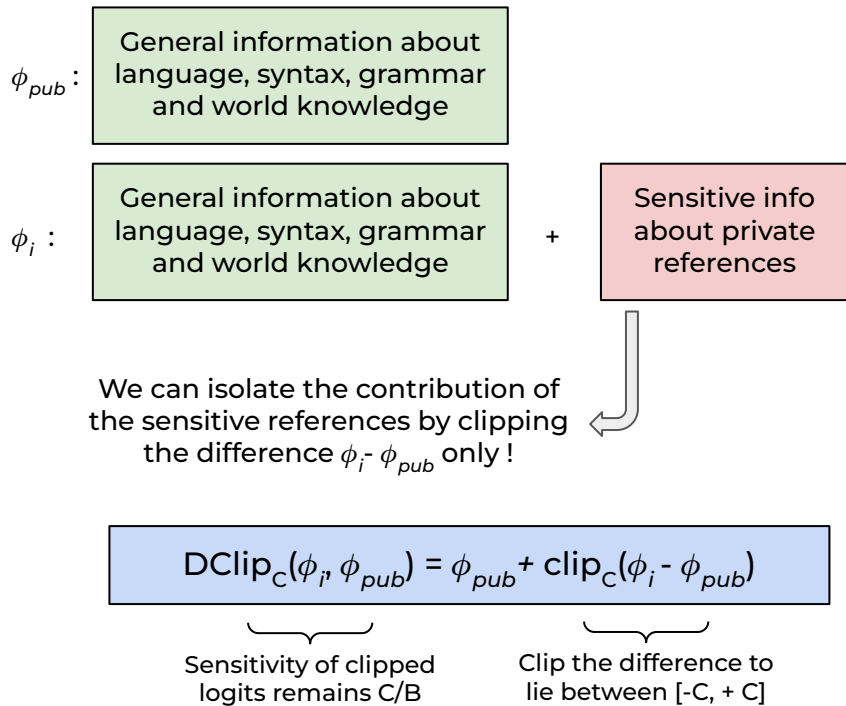 General information about
ϕpub : language, syntax, grammar
and world knowledge
General information about
ϕi : language, syntax, grammar
and world knowledge
+
Sensitive info
about private
references
We can isolate the contribution of
the sensitive references by clipping
the difference ϕi- ϕpub only !
DClipC(ϕi, ϕpub) = ϕpub+ clipC(ϕi - ϕpub)
Sensitivity of clipped
logits remains C/B
Clip the difference to
lie between [-C, + C]